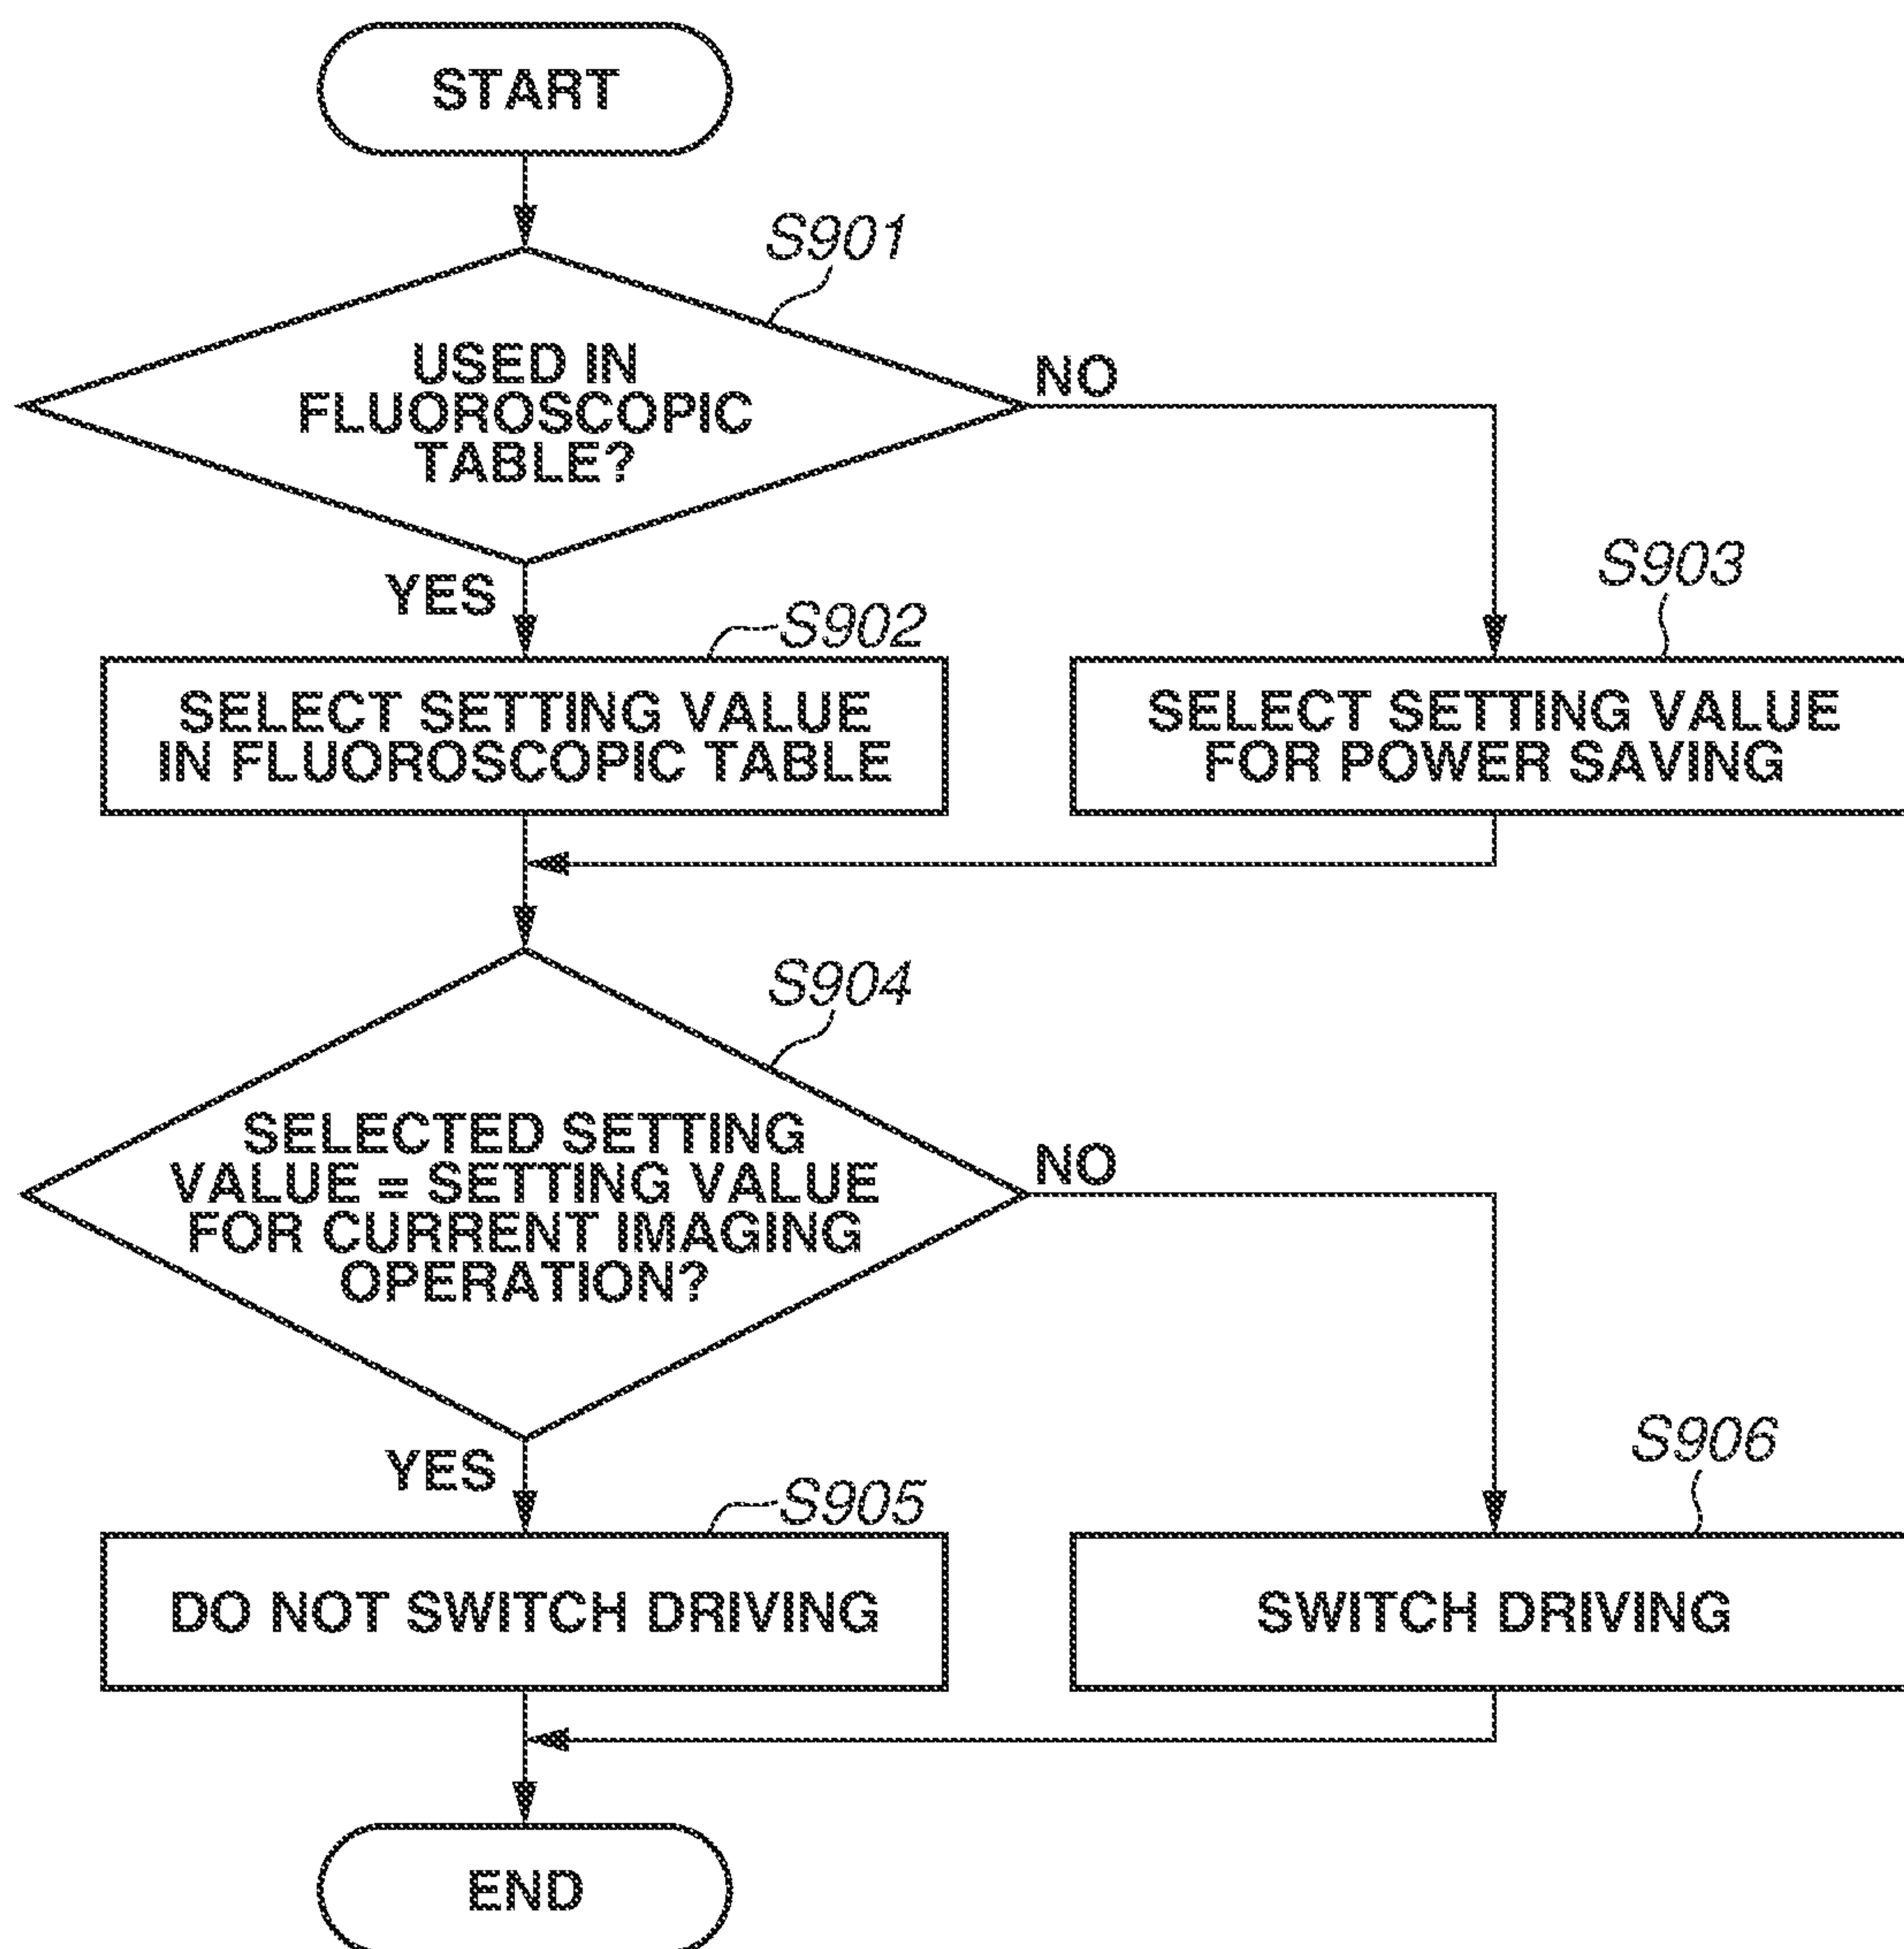 START
S901
USED IN
FLUOROSCOPIC
TABLE?
NO
YES
S902
S903
SELECT SETTING VALUE
IN FLUOROSCOPIC TABLE
SELECT SETTING VALUE
FOR POWER SAVING
S904
SELECTED SETTING
VALUE = SETTING VALUE
FOR CURRENT IMAGING
OPERATION?
NO
YES
S905
S906
DO NOT SWITCH DRIVING
SWITCH DRIVING
END